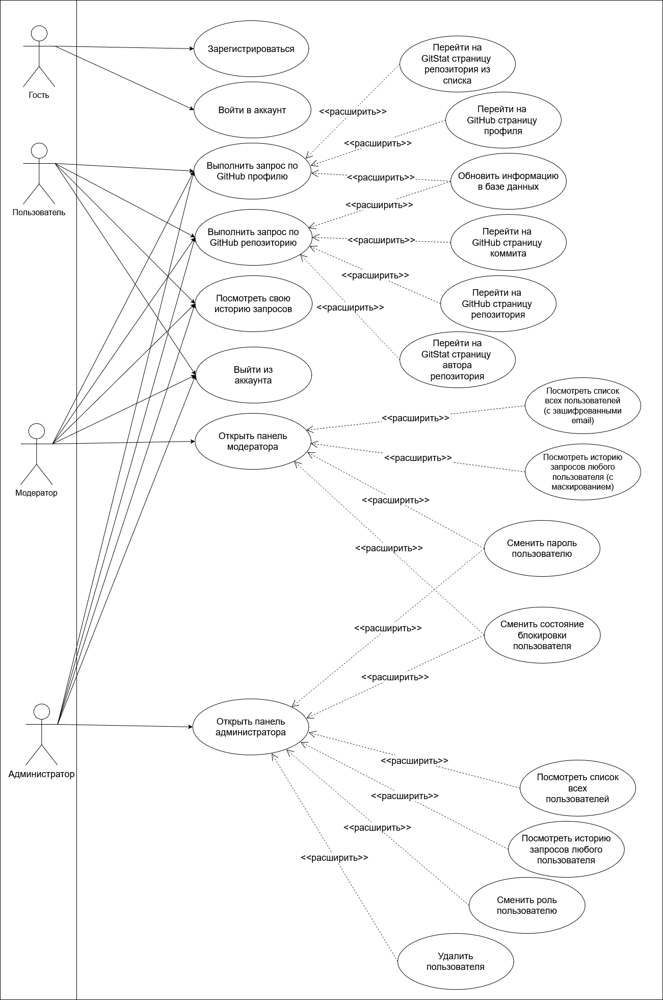 Гость
Зарегистрироваться
Войти в аккаунт
Перейти на
GitStat страницу
репозитория из
списка
<<расширить>>
Перейти на
GitHub страницу
профиля
<<расширить>>
Пользователь
Выполнить запрос по
GitHub профилю
<<расширить>>
Обновить информацию
в базе данных
<<расширить>>
Выполнить запрос по
GitHub репозиторию
<<расширить>>
Перейти на
GitHub страницу
коммита
<<расширить>>
Перейти на
GitHub страницу
репозитория
Посмотреть свою
историю запросов
<<расширить>>
Перейти на
GitStat страницу
автора
репозитория
Выйти из
аккаунта
Посмотреть список
всех пользователей
(с зашифрованными
email)
<<расширить>>
Модератор
Открыть панель
модератора
<<расширить>>
Посмотреть историю
запросов любого
пользователя (с
маскированием)
<<расширить>>
Сменить пароль
пользователю
<<расширить>>
<<расширить>>
Сменить состояние
блокировки
пользователя
<<расширить>>
Администратор
Открыть панель
администратора
<<расширить>>
Посмотреть список
всех
пользователей
<<расширить>>
Посмотреть историю
запросов любого
пользователя
<<расширить>>
Сменить роль
пользователю
<<расширить>>
Удалить
пользователя